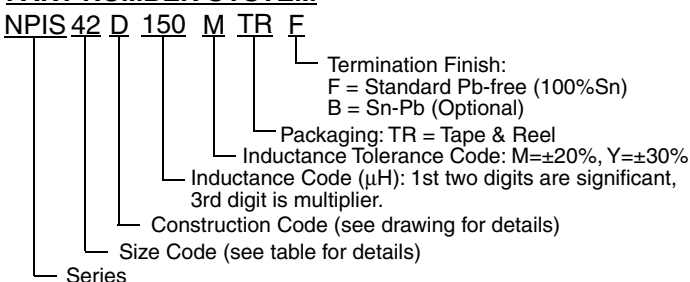 PART NUMBER SYSTEM
NPIS 42 D 150 M TR F
Termination Finish:
F = Standard Pb-free (100%Sn)
B = Sn-Pb (Optional)
Packaging: TR = Tape & Reel
Inductance Tolerance Code: M=±20%, Y=±30%
Inductance Code (μH): 1st two digits are significant,
3rd digit is multiplier.
Construction Code (see drawing for details)
Size Code (see table for details)
Series